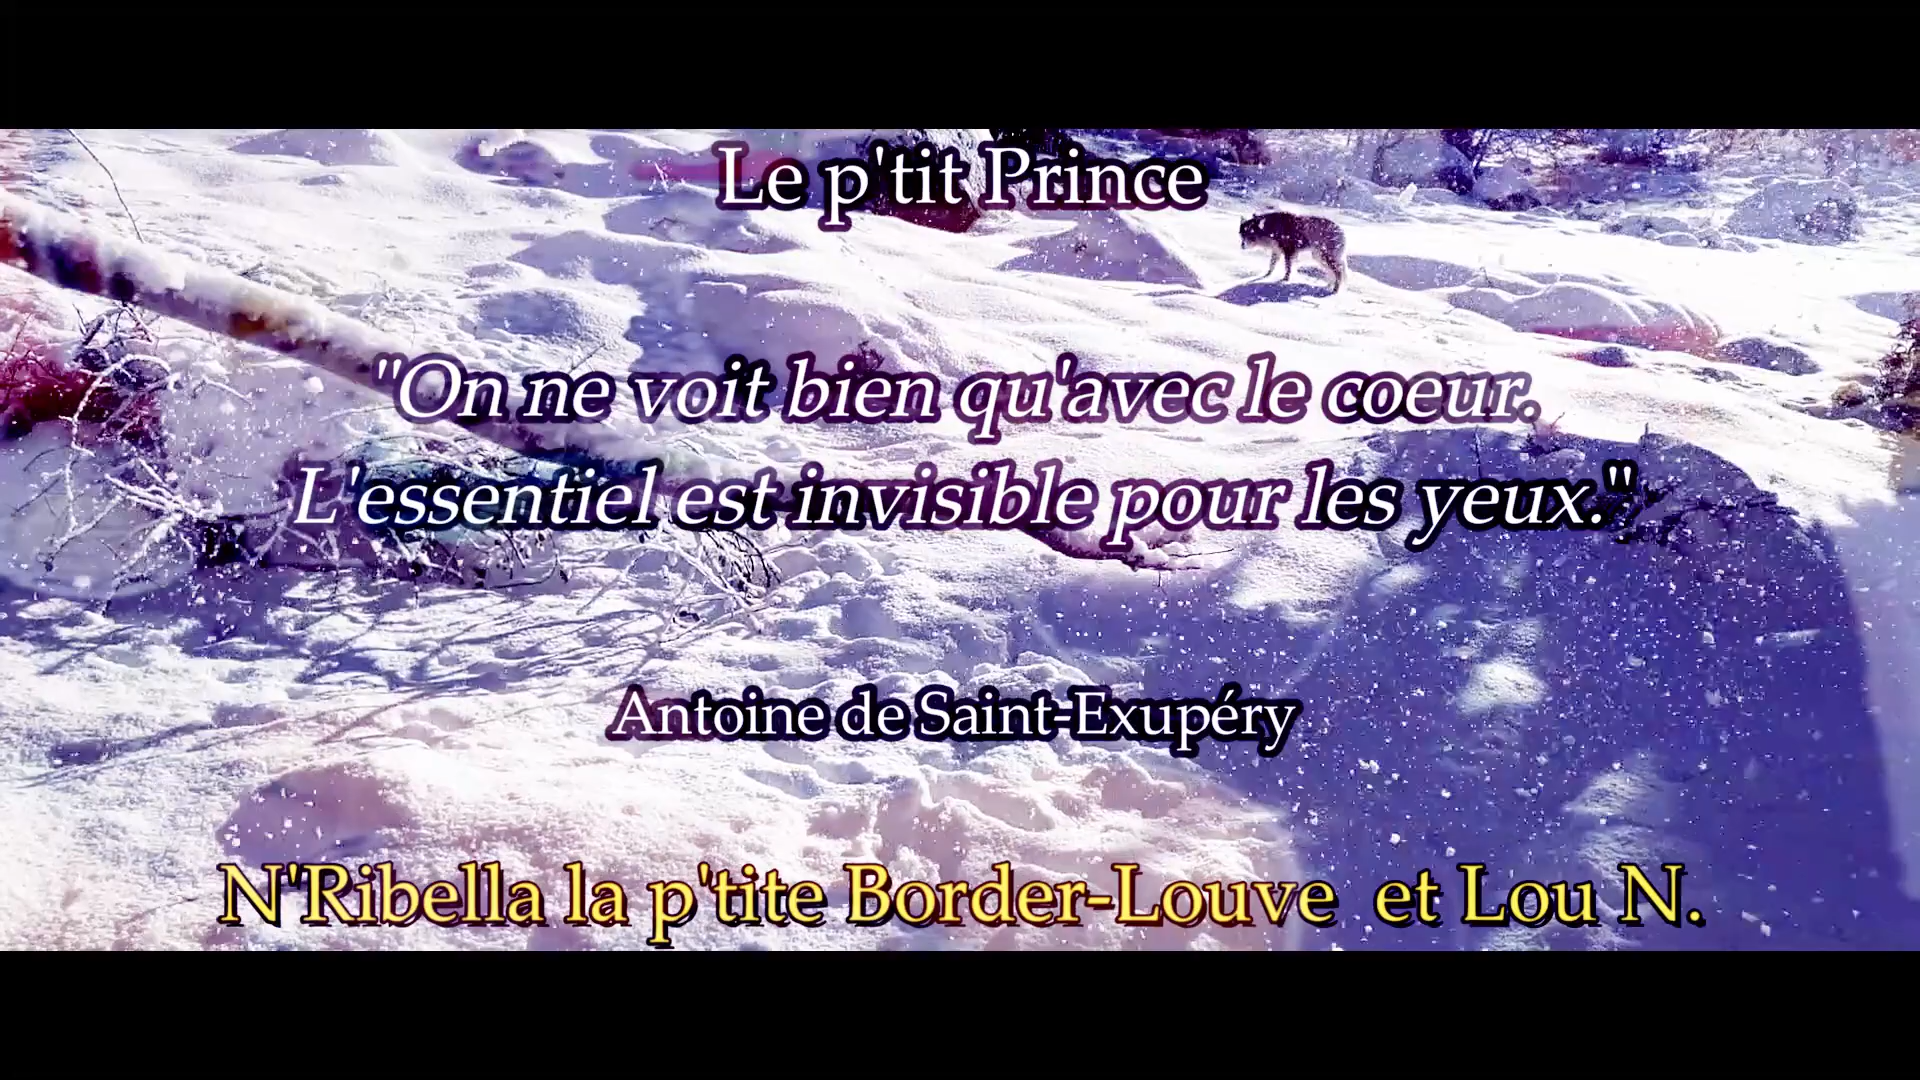 Le p'tit Prince
"On ne voit bien qu'avec le coeur.
L'essentiel est invisible pour les yeux."
Antoine de Saint-Exupéry
N'Ribella la p'tite Border-Louve et Lou N.